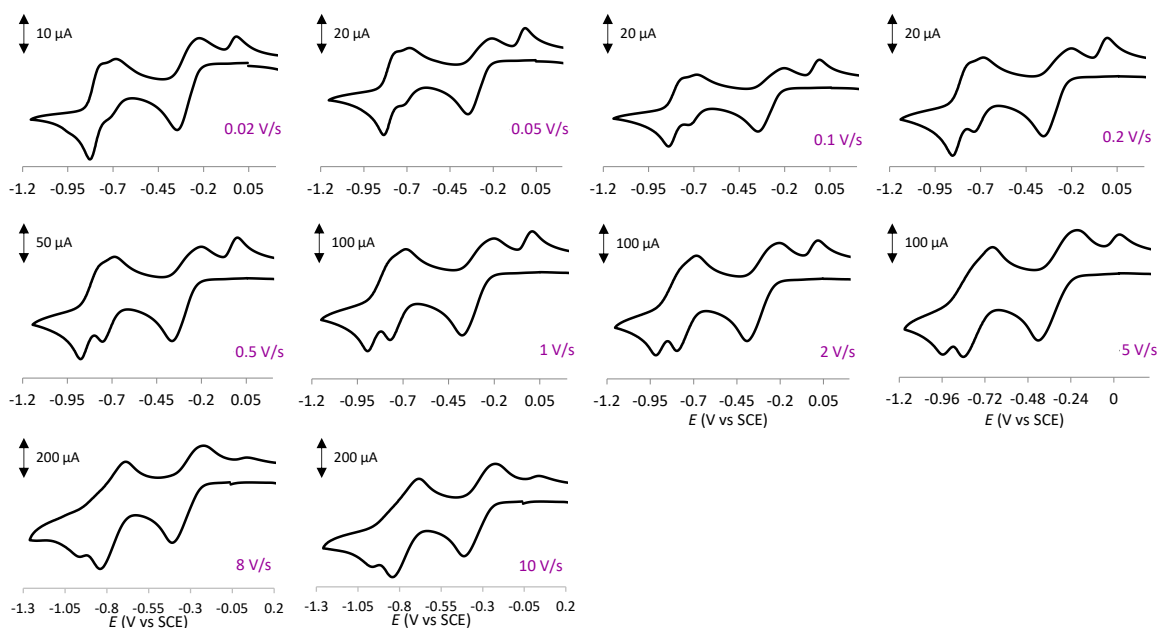 10 µA
0.02 V/s
-1.2 -0.95 -0.7 -0.45 -0.2 0.05
20 µA
0.05 V/s
-1.2 -0.95 -0.7 -0.45 -0.2 0.05
20 µA
0.1 V/s
-1.2 -0.95 -0.7 -0.45 -0.2 0.05
20 µA
0.2 V/s
-1.2 -0.95 -0.7 -0.45 -0.2 0.05
50 µA
0.5 V/s
-1.2 -0.95 -0.7 -0.45 -0.2 0.05
100 µA
1 V/s
-1.2 -0.95 -0.7 -0.45 -0.2 0.05
100 µA
2 V/s
-1.2 -0.95 -0.7 -0.45 -0.2 0.05
E (V vs SCE)
100 µA
5 V/s
-1.2 -0.96 -0.72 -0.48 -0.24 0
E (V vs SCE)
200 µA
8 V/s
-1.3 -1.05 -0.8 -0.55 -0.3 -0.05 0.2
E (V vs SCE)
200 µA
10 V/s
-1.3 -1.05 -0.8 -0.55 -0.3 -0.05 0.2
E (V vs SCE)